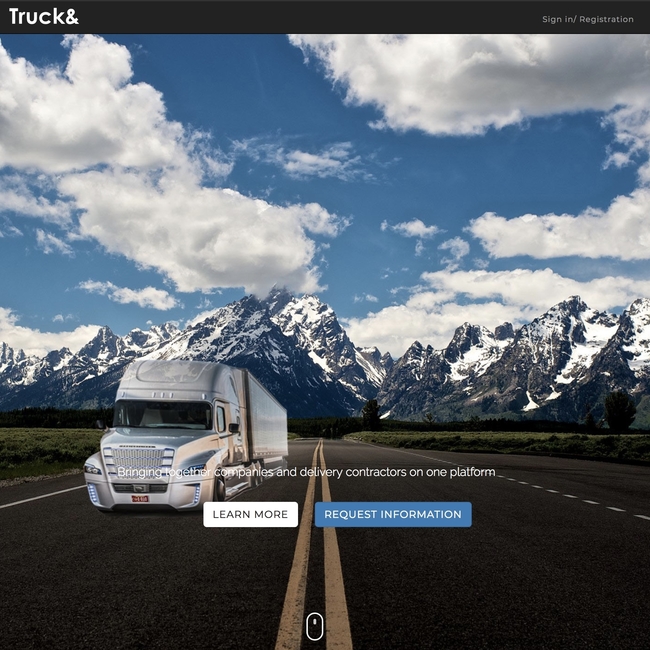 Truck&
Sign in/ Registration
Bringing together companies and delivery contractors on one platform
LEARN MORE
REQUEST INFORMATION